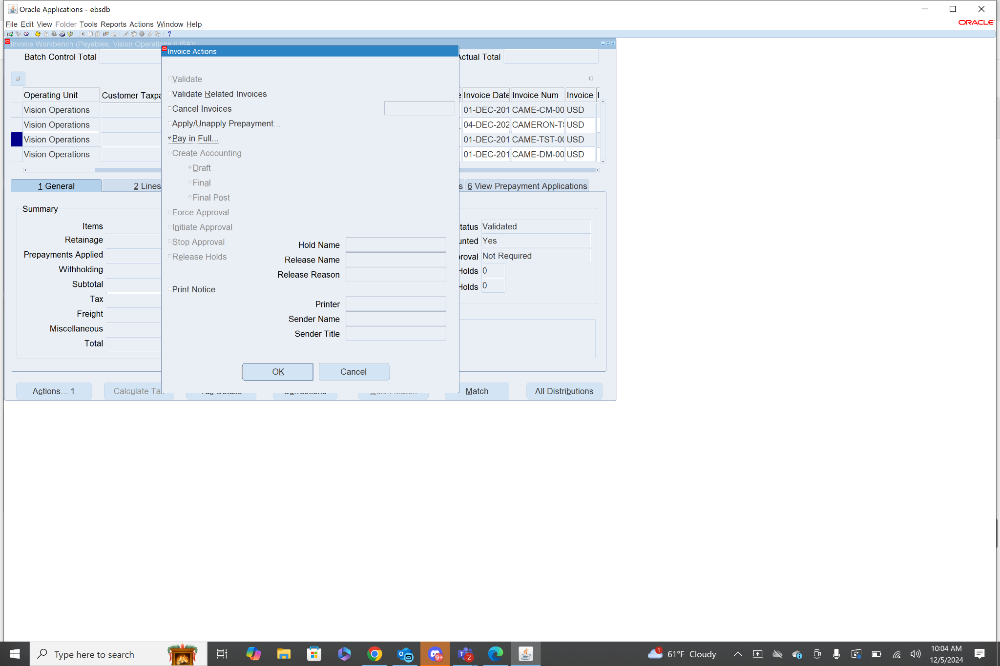 Oracle Applications - ebsdb
File Edit View Folder Tools Reports Actions Window Help
ORACLE
Invoice Workbench (Payables, Vision Operations (USA))
Invoice Actions
Batch Control Total
Actual Total
Validate
Validate Related Invoices
Cancel Invoices
Apply/Unapply Prepayment...
Pay in Full...
Create Accounting
Draft
Final
Final Post
Force Approval
Initiate Approval
Stop Approval
Release Holds
Hold Name
Release Name
Release Reason
Print Notice
Printer
Sender Name
Sender Title
OK
Cancel
Operating Unit Customer Taxpa Invoice Date Invoice Num Invoice
Vision Operations 01-DEC-201 CAME-CM-00 USD
Vision Operations 04-DEC-202 CAMERON-TS USD
Vision Operations 01-DEC-201 CAME-TST-00 USD
Vision Operations 01-DEC-201 CAME-DM-00 USD
1 General
2 Lines
s
6 View Prepayment Applications
Summary
Items
Retainage
Prepayments Applied
Withholding
Subtotal
Tax
Freight
Miscellaneous
Total
tatus Validated
unted Yes
roval Not Required
Holds 0
Holds 0
Actions... 1
Calculate Tax
Match
All Distributions
Type here to search
9+
2
1
61°F Cloudy
10:04 AM
12/5/2024